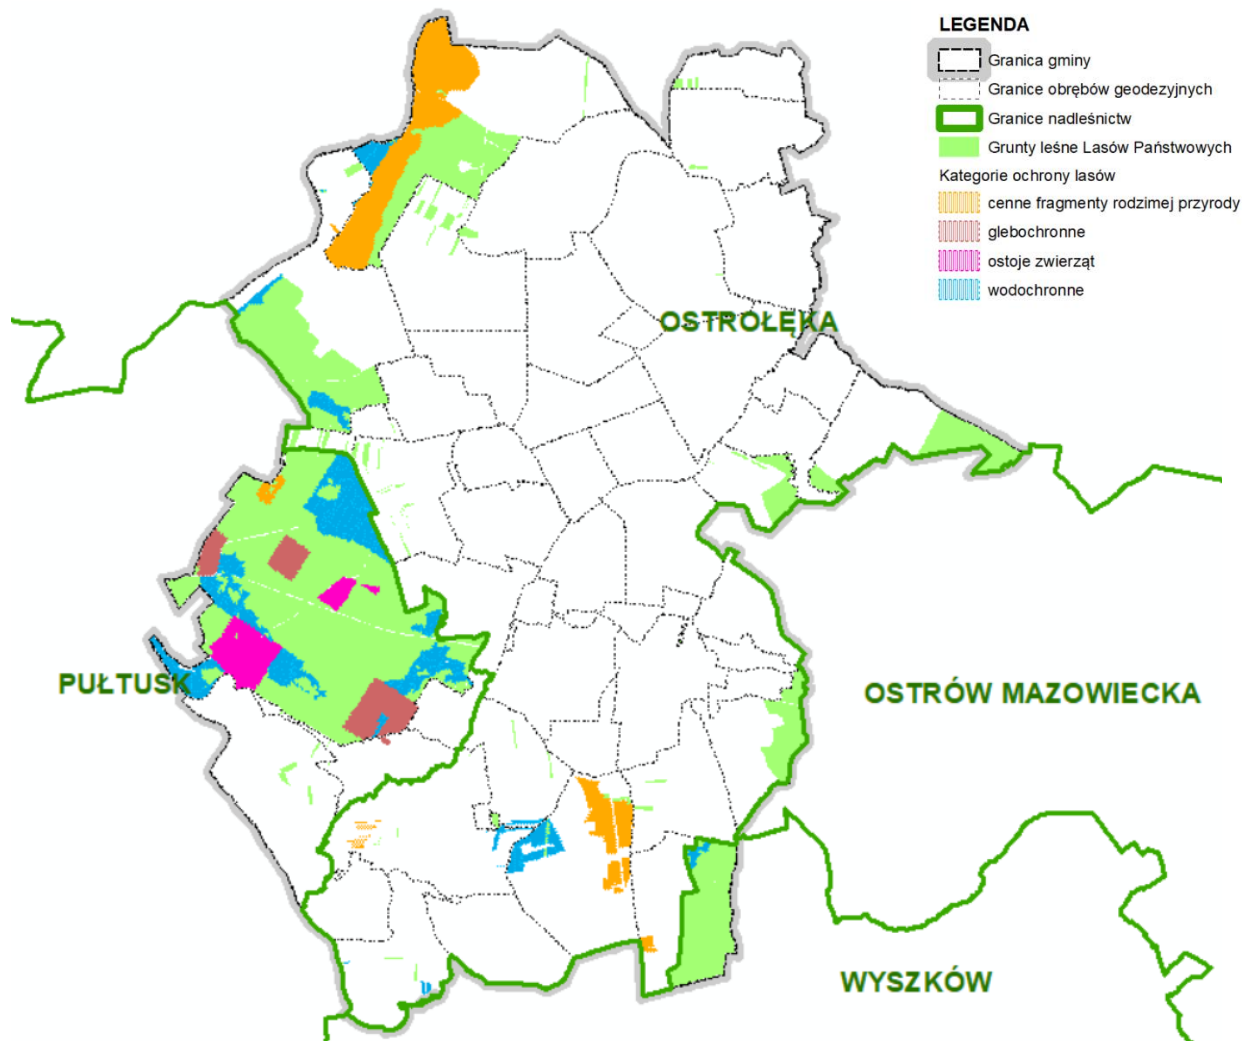 LEGENDA
Granica gminy
Granice obrębów geodezyjnych
Granice nadleśnictw
Grunty leśne Lasów Państwowych
Kategorie ochrony lasów
cenne fragmenty rodzimej przyrody
glebochronne
ostoje zwierząt
wodochronne
OSTROŁĘKA
PUŁTUSK
OSTRÓW MAZOWIECKA
WYSZKÓW